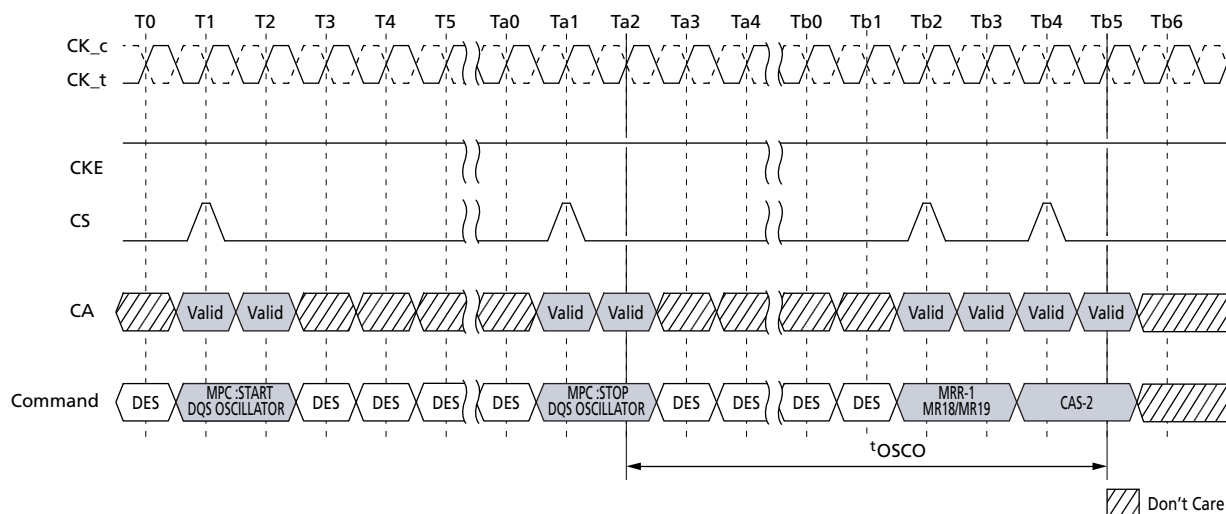 T0 T1 T2 T3 T4 T5 Ta0 Ta1 Ta2 Ta3 Ta4 Tb0 Tb1 Tb2 Tb3 Tb4 Tb5 Tb6
CK_c
CK_t
CKE
CS
CA Valid Valid Valid Valid Valid Valid Valid Valid
Command DES MPC :START DES DES DES DES MPC :STOP DES DES DES DES MRR-1 CAS-2
DQS OSCILLATOR DQS OSCILLATOR MR18/MR19
tOSCO
Don't Care